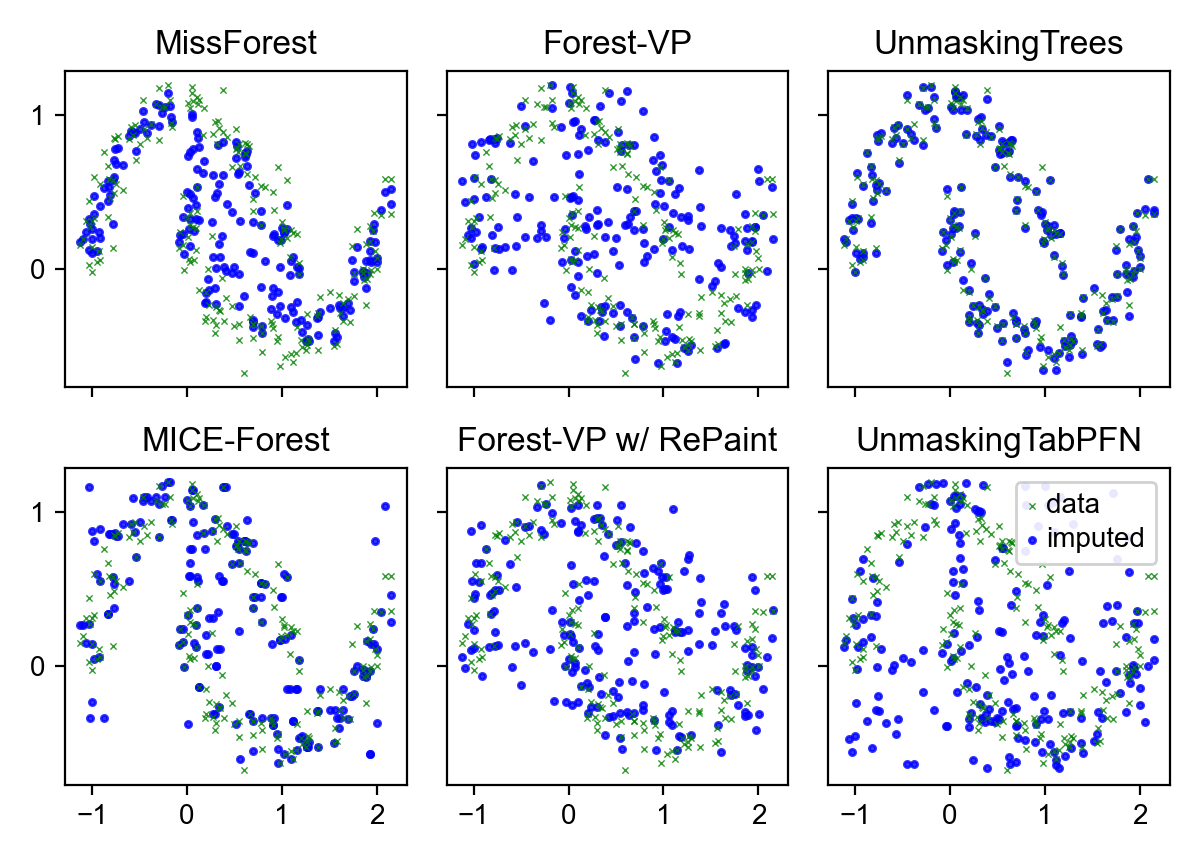 MissForest
Forest-VP
UnmaskingTrees
1
0
MICE-Forest
Forest-VP w/ RePaint
UnmaskingTabPFN
data
imputed
1
0
−1 0 1 2
−1 0 1 2
−1 0 1 2